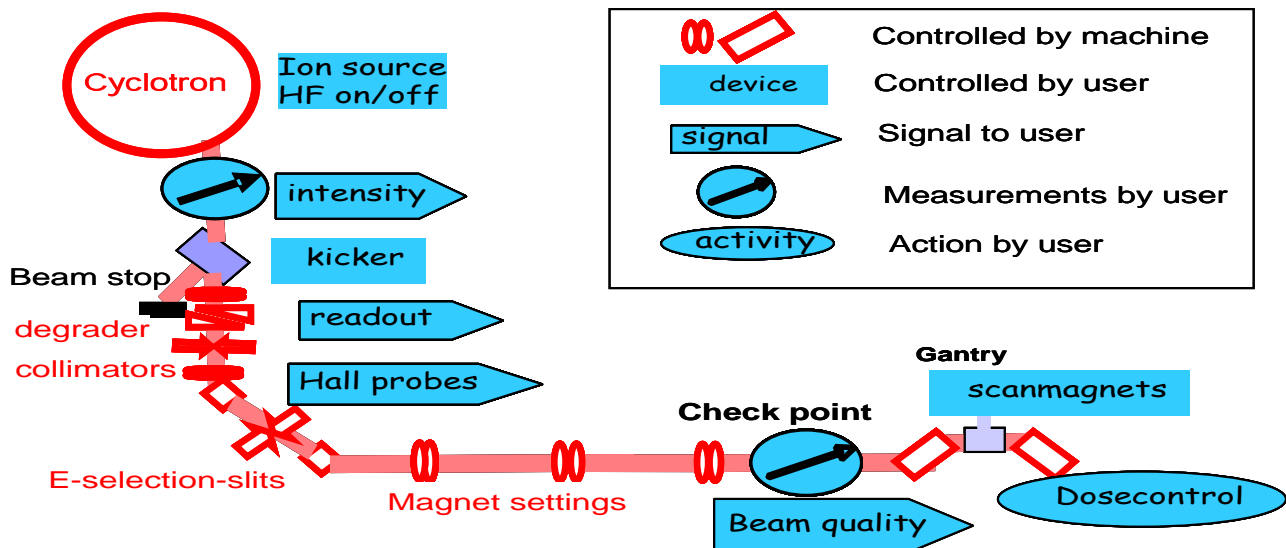 Cyclotron
Ion source
HF on/off
intensity
kicker
Beam stop
degrader
readout
collimators
Hall probes
E-selection-slits
Magnet settings
Check point
Beam quality
Gantry
scanmagnets
Dosecontrol
Controlled by machine
device
Controlled by user
signal
Signal to user
Measurements by user
activity
Action by user